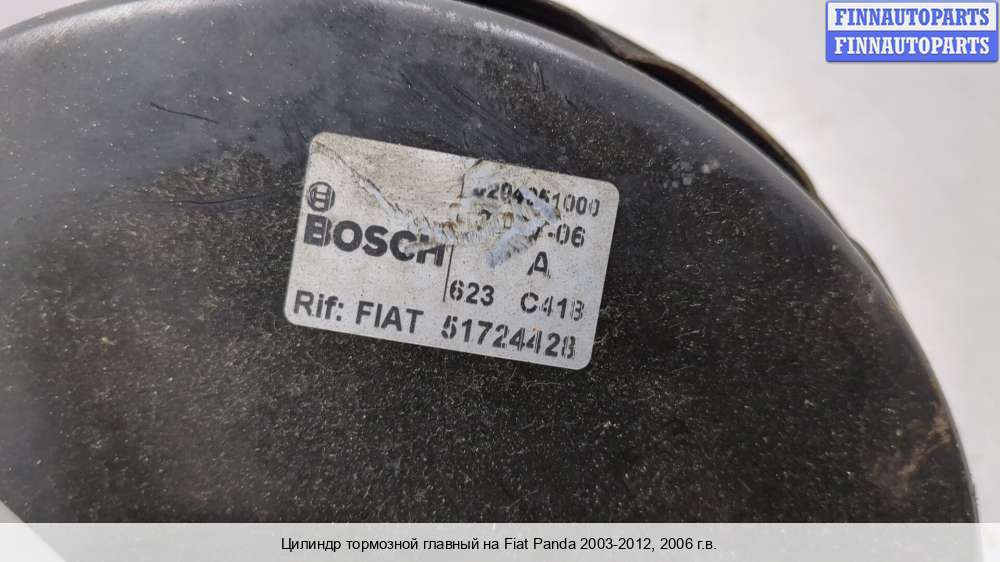 FINNAUTOPARTS
FINNAUTOPARTS
BOSCH
A
623 C418
Rif: FIAT 51724428
Цилиндр тормозной главный на Fiat Panda 2003-2012, 2006 г.в.